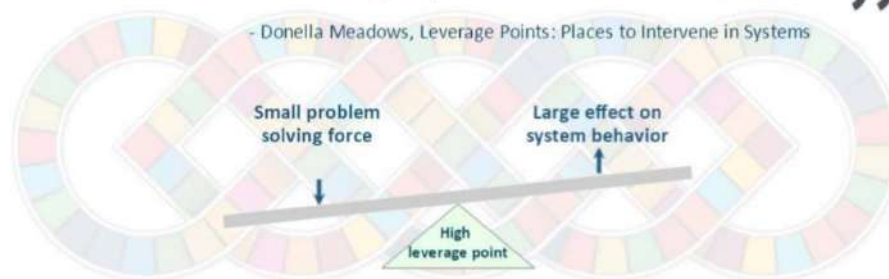 ”
- Donella Meadows, Leverage Points: Places to Intervene in Systems
Small problem
solving force
Large effect on
system behavior
High
leverage point